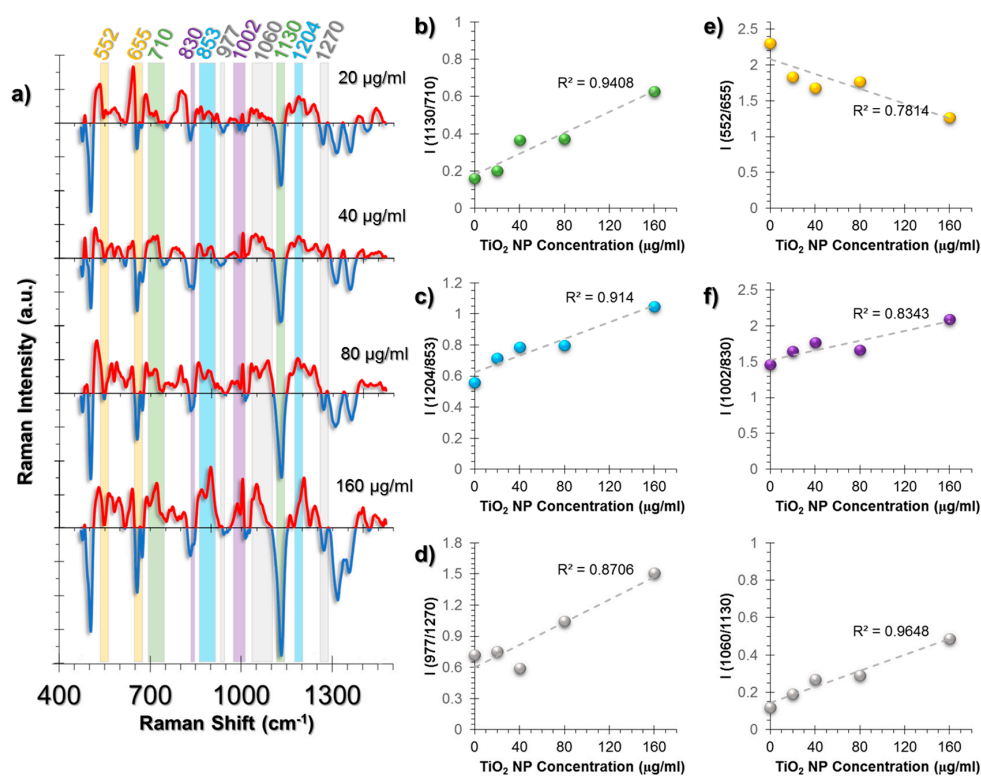 a)
552
655
710
830
853
977
1002
1060
1130
1204
1270
20 µg/ml
40 µg/ml
80 µg/ml
160 µg/ml
Raman Intensity (a.u.)
400
700
1000
1300
Raman Shift (cm-1)
b)
R² = 0.9408
I (1130/710)
1
0.8
0.6
0.4
0.2
0
0
40
80
120
160
TiO2 NP Concentration (µg/ml)
e)
R² = 0.7814
I (552/655)
2.5
2
1.5
1
0.5
0
0
40
80
120
160
TiO2 NP Concentration (µg/ml)
c)
R² = 0.914
I (1204/853)
1.2
1
0.8
0.6
0.4
0.2
0
0
40
80
120
160
TiO2 NP Concentration (µg/ml)
f)
R² = 0.8343
I (1002/830)
2.5
2
1.5
1
0.5
0
0
40
80
120
160
TiO2 NP Concentration (µg/ml)
d)
R² = 0.8706
I (977/1270)
1.8
1.5
1.2
0.9
0.6
0.3
0
0
40
80
120
160
TiO2 NP Concentration (µg/ml)
R² = 0.9648
I (1060/1130)
1
0.8
0.6
0.4
0.2
0
0
40
80
120
160
TiO2 NP Concentration (µg/ml)